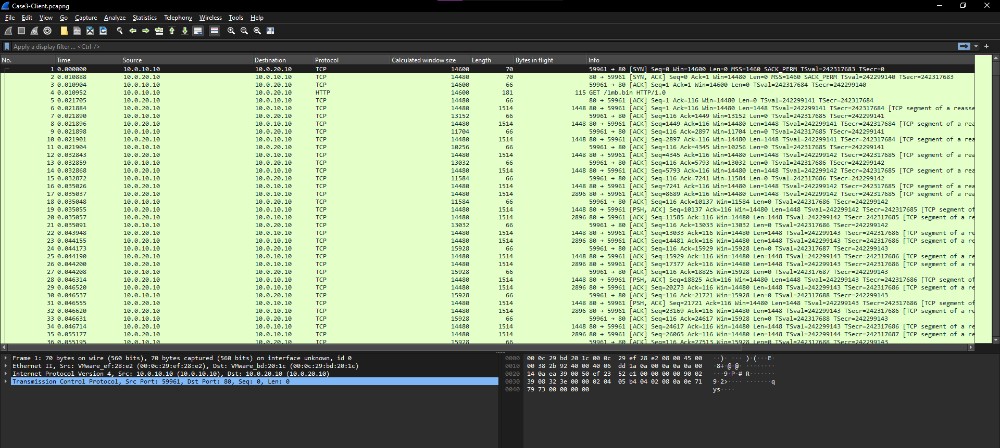 Case3-Client.pcapng
File Edit View Go Capture Analyze Statistics Telephony Wireless Tools Help
Apply a display filter ... <Ctrl-/>
No. Time Source Destination Protocol Calculated window size Length Bytes in flight Info
1 0.000000 10.0.10.10 10.0.20.10 TCP 14600 70 59961 → 80 [SYN] Seq=0 Win=14600 Len=0 MSS=1460 SACK_PERM TSval=242317683 TSecr=0
2 0.010888 10.0.20.10 10.0.10.10 TCP 14480 70 80 → 59961 [SYN, ACK] Seq=0 Ack=1 Win=14480 Len=0 MSS=1460 SACK_PERM TSval=242299140 TSecr=242317683
3 0.010904 10.0.10.10 10.0.20.10 TCP 14600 66 59961 → 80 [ACK] Seq=1 Ack=1 Win=14600 Len=0 TSval=242317684 TSecr=242299140
4 0.010952 10.0.10.10 10.0.20.10 HTTP 14600 181 115 GET /1mb.bin HTTP/1.0
5 0.021705 10.0.20.10 10.0.10.10 TCP 14480 66 80 → 59961 [ACK] Seq=1 Ack=116 Win=14480 Len=0 TSval=242299141 TSecr=242317684
6 0.021884 10.0.20.10 10.0.10.10 TCP 14480 1514 1448 80 → 59961 [ACK] Seq=1 Ack=116 Win=14480 Len=1448 TSval=242299141 TSecr=242317684 [TCP segment of a reasse
7 0.021890 10.0.10.10 10.0.20.10 TCP 13152 66 59961 → 80 [ACK] Seq=116 Ack=1449 Win=13152 Len=0 TSval=242317685 TSecr=242299141
8 0.021896 10.0.20.10 10.0.10.10 TCP 14480 1514 1448 80 → 59961 [ACK] Seq=1449 Ack=116 Win=14480 Len=1448 TSval=242299141 TSecr=242317684 [TCP segment of a rea
9 0.021898 10.0.10.10 10.0.20.10 TCP 11704 66 59961 → 80 [ACK] Seq=116 Ack=2897 Win=11704 Len=0 TSval=242317685 TSecr=242299141
10 0.021901 10.0.20.10 10.0.10.10 TCP 14480 1514 1448 80 → 59961 [ACK] Seq=2897 Ack=116 Win=14480 Len=1448 TSval=242299141 TSecr=242317684 [TCP segment of a rea
11 0.021904 10.0.10.10 10.0.20.10 TCP 10256 66 59961 → 80 [ACK] Seq=116 Ack=4345 Win=10256 Len=0 TSval=242317685 TSecr=242299141
12 0.032843 10.0.20.10 10.0.10.10 TCP 14480 1514 1448 80 → 59961 [ACK] Seq=4345 Ack=116 Win=14480 Len=1448 TSval=242299142 TSecr=242317685 [TCP segment of a rea
13 0.032859 10.0.10.10 10.0.20.10 TCP 13032 66 59961 → 80 [ACK] Seq=116 Ack=5793 Win=13032 Len=0 TSval=242317686 TSecr=242299142
14 0.032868 10.0.20.10 10.0.10.10 TCP 14480 1514 1448 80 → 59961 [ACK] Seq=5793 Ack=116 Win=14480 Len=1448 TSval=242299142 TSecr=242317685 [TCP segment of a rea
15 0.032872 10.0.10.10 10.0.20.10 TCP 11584 66 59961 → 80 [ACK] Seq=116 Ack=7241 Win=11584 Len=0 TSval=242317686 TSecr=242299142
16 0.035026 10.0.20.10 10.0.10.10 TCP 14480 1514 1448 80 → 59961 [ACK] Seq=7241 Ack=116 Win=14480 Len=1448 TSval=242299142 TSecr=242317685 [TCP segment of a rea
17 0.035037 10.0.20.10 10.0.10.10 TCP 14480 1514 2896 80 → 59961 [ACK] Seq=8689 Ack=116 Win=14480 Len=1448 TSval=242299142 TSecr=242317685 [TCP segment of a rea
18 0.035048 10.0.10.10 10.0.20.10 TCP 11584 66 59961 → 80 [ACK] Seq=116 Ack=10137 Win=11584 Len=0 TSval=242317686 TSecr=242299142
19 0.035055 10.0.20.10 10.0.10.10 TCP 14480 1514 1448 80 → 59961 [PSH, ACK] Seq=10137 Ack=116 Win=14480 Len=1448 TSval=242299142 TSecr=242317685 [TCP segment of
20 0.035057 10.0.20.10 10.0.10.10 TCP 14480 1514 2896 80 → 59961 [ACK] Seq=11585 Ack=116 Win=14480 Len=1448 TSval=242299142 TSecr=242317685 [TCP segment of a re
21 0.035091 10.0.10.10 10.0.20.10 TCP 13032 66 59961 → 80 [ACK] Seq=116 Ack=13033 Win=13032 Len=0 TSval=242317686 TSecr=242299142
22 0.043948 10.0.20.10 10.0.10.10 TCP 14480 1514 1448 80 → 59961 [ACK] Seq=13033 Ack=116 Win=14480 Len=1448 TSval=242299143 TSecr=242317686 [TCP segment of a re
23 0.044155 10.0.20.10 10.0.10.10 TCP 14480 1514 2896 80 → 59961 [ACK] Seq=14481 Ack=116 Win=14480 Len=1448 TSval=242299143 TSecr=242317686 [TCP segment of a re
24 0.044173 10.0.10.10 10.0.20.10 TCP 15928 66 59961 → 80 [ACK] Seq=116 Ack=15929 Win=15928 Len=0 TSval=242317687 TSecr=242299143
25 0.044190 10.0.20.10 10.0.10.10 TCP 14480 1514 1448 80 → 59961 [ACK] Seq=15929 Ack=116 Win=14480 Len=1448 TSval=242299143 TSecr=242317686 [TCP segment of a re
26 0.044200 10.0.20.10 10.0.10.10 TCP 14480 1514 2896 80 → 59961 [ACK] Seq=17377 Ack=116 Win=14480 Len=1448 TSval=242299143 TSecr=242317686 [TCP segment of a re
27 0.044208 10.0.10.10 10.0.20.10 TCP 15928 66 59961 → 80 [ACK] Seq=116 Ack=18825 Win=15928 Len=0 TSval=242317687 TSecr=242299143
28 0.046314 10.0.20.10 10.0.10.10 TCP 14480 1514 1448 80 → 59961 [PSH, ACK] Seq=18825 Ack=116 Win=14480 Len=1448 TSval=242299143 TSecr=242317686 [TCP segment of
29 0.046520 10.0.20.10 10.0.10.10 TCP 14480 1514 2896 80 → 59961 [ACK] Seq=20273 Ack=116 Win=14480 Len=1448 TSval=242299143 TSecr=242317686 [TCP segment of a re
30 0.046537 10.0.10.10 10.0.20.10 TCP 15928 66 59961 → 80 [ACK] Seq=116 Ack=21721 Win=15928 Len=0 TSval=242317688 TSecr=242299143
31 0.046555 10.0.20.10 10.0.10.10 TCP 14480 1514 1448 80 → 59961 [PSH, ACK] Seq=21721 Ack=116 Win=14480 Len=1448 TSval=242299143 TSecr=242317686 [TCP segment of
32 0.046620 10.0.20.10 10.0.10.10 TCP 14480 1514 2896 80 → 59961 [ACK] Seq=23169 Ack=116 Win=14480 Len=1448 TSval=242299143 TSecr=242317686 [TCP segment of a re
33 0.046631 10.0.10.10 10.0.20.10 TCP 15928 66 59961 → 80 [ACK] Seq=116 Ack=24617 Win=15928 Len=0 TSval=242317688 TSecr=242299143
34 0.046714 10.0.20.10 10.0.10.10 TCP 14480 1514 1448 80 → 59961 [ACK] Seq=24617 Ack=116 Win=14480 Len=1448 TSval=242299143 TSecr=242317686 [TCP segment of a re
35 0.055177 10.0.20.10 10.0.10.10 TCP 14480 1514 2896 80 → 59961 [ACK] Seq=26065 Ack=116 Win=14480 Len=1448 TSval=242299144 TSecr=242317687 [TCP segment of a re
36 0.055195 10.0.10.10 10.0.20.10 TCP 15928 66 59961 → 80 [ACK] Seq=116 Ack=27513 Win=15928 Len=0 TSval=242317688 TSecr=242299143
Frame 1: 70 bytes on wire (560 bits), 70 bytes captured (560 bits) on interface unknown, id 0
Ethernet II, Src: VMware_ef:28:e2 (00:0c:29:ef:28:e2), Dst: VMware_bd:20:1c (00:0c:29:bd:20:1c)
Internet Protocol Version 4, Src: 10.0.10.10 (10.0.10.10), Dst: 10.0.20.10 (10.0.20.10)
Transmission Control Protocol, Src Port: 59961, Dst Port: 80, Seq: 0, Len: 0
0000 00 0c 29 bd 20 1c 00 0c 29 ef 28 e2 08 00 45 00 ··)· ··· )·(···E·
0010 00 38 2b 92 40 00 40 06 dd 1a 0a 00 0a 0a 0a 00 ·8+·@·@· ········
0020 14 0a ea 39 00 50 ef 23 52 e1 00 00 00 00 90 02 ···9·P·# R·······
0030 39 08 32 3e 00 00 02 04 05 b4 04 02 08 0a 0e 71 9·2>···· ·······q
0040 79 73 00 00 00 00 ys····